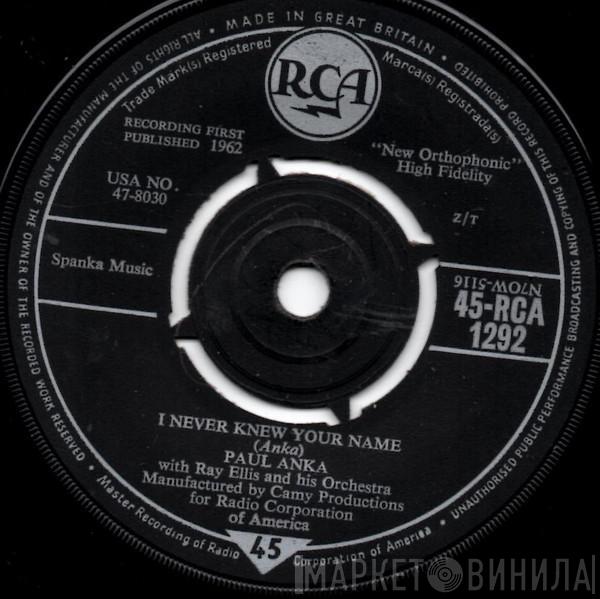 · MADE IN GREAT BRITAIN ·
ALL RIGHTS OF THE MANUFACTURER AND OF THE OWNER OF THE RECORDED WORK RESERVED ·
UNAUTHORISED PUBLIC PERFORMANCE BROADCASTING AND COPYING OF THIS RECORD PROHIBITED
Trade Mark(s) Registered
Marca(s) Registrada(s)
RCA
RECORDING FIRST
PUBLISHED 1962
"New Orthophonic"
High Fidelity
USA NO.
47-8030
Z/T
Spanka Music
N7OW-5116
45-RCA
1292
I NEVER KNEW YOUR NAME
(Anka)
PAUL ANKA
with Ray Ellis and his Orchestra
Manufactured by Camy Productions
for Radio Corporation
of America
Master Recording of Radio Corporation of America ·
45
МАРКЕТ ВИНИЛА